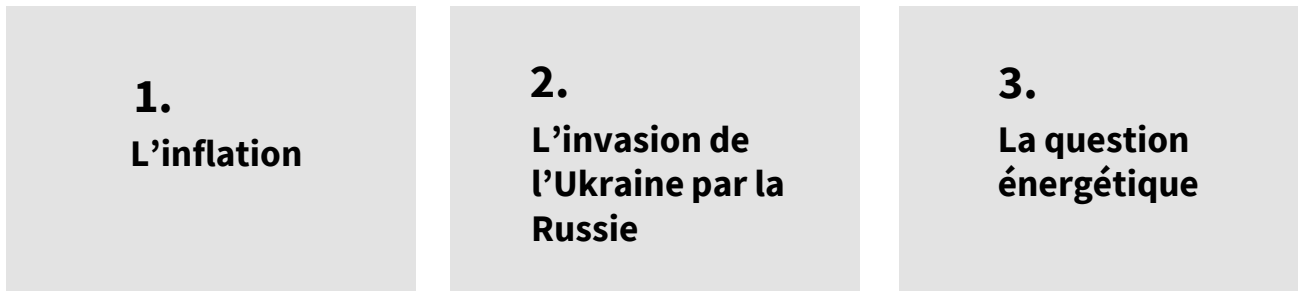 1.
L’inflation
2.
L’invasion de
l’Ukraine par la
Russie
3.
La question
énergétique